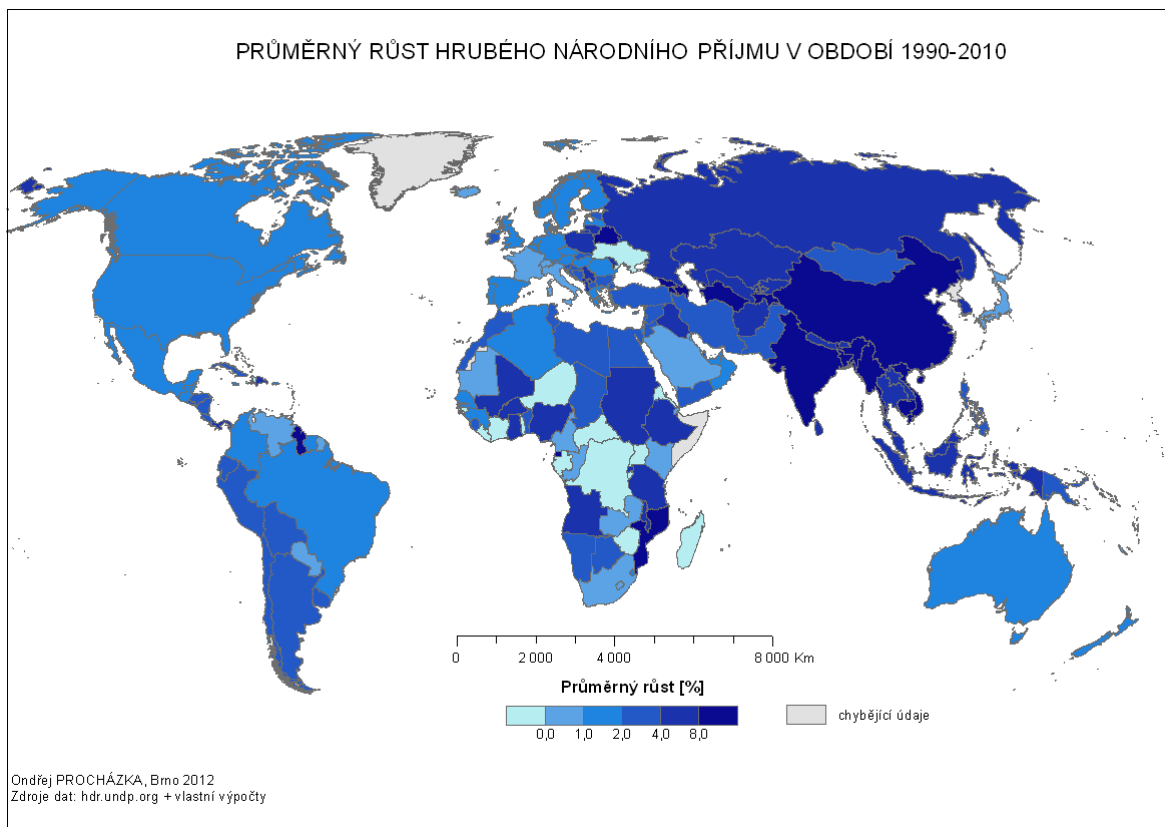 PRŮMĚRNÝ RŮST HRUBÉHO NÁRODNÍHO PŘÍJMU V OBDOBÍ 1990-2010
0 2 000 4 000 8 000 Km
Průměrný růst [%]
chybějící údaje
0,0 1,0 2,0 4,0 8,0
Ondřej PROCHÁZKA, Brno 2012
Zdroje dat: hdr.undp.org + vlastní výpočty